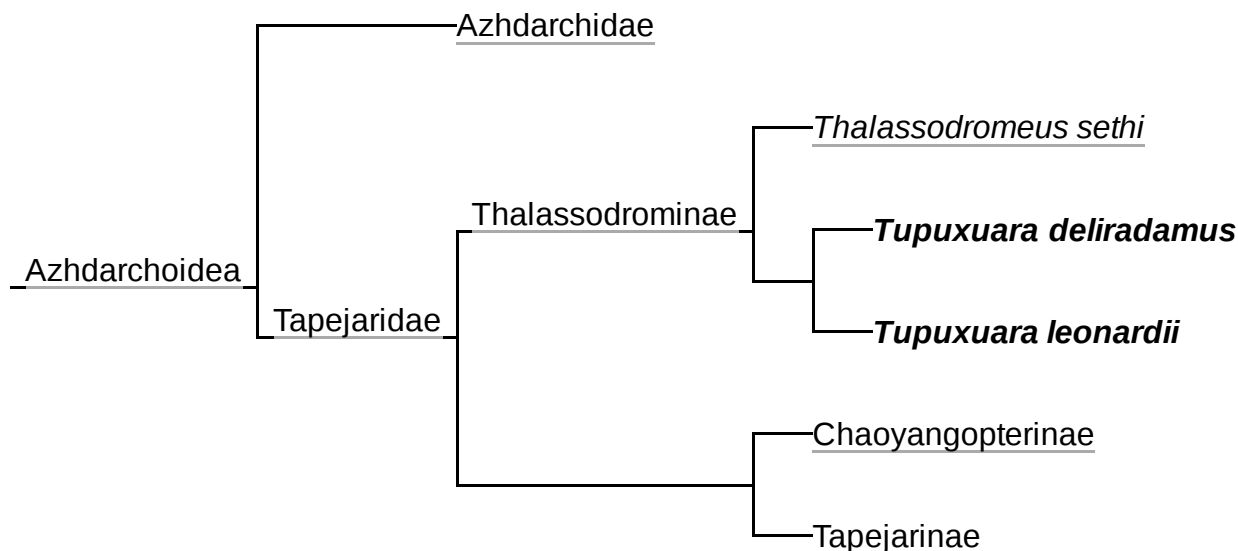 Azhdarchidae
Thalassodromeus sethi
Thalassodrominae
Tupuxuara deliradamus
Azhdarchoidea
Tapejaridae
Tupuxuara leonardii
Chaoyangopterinae
Tapejarinae